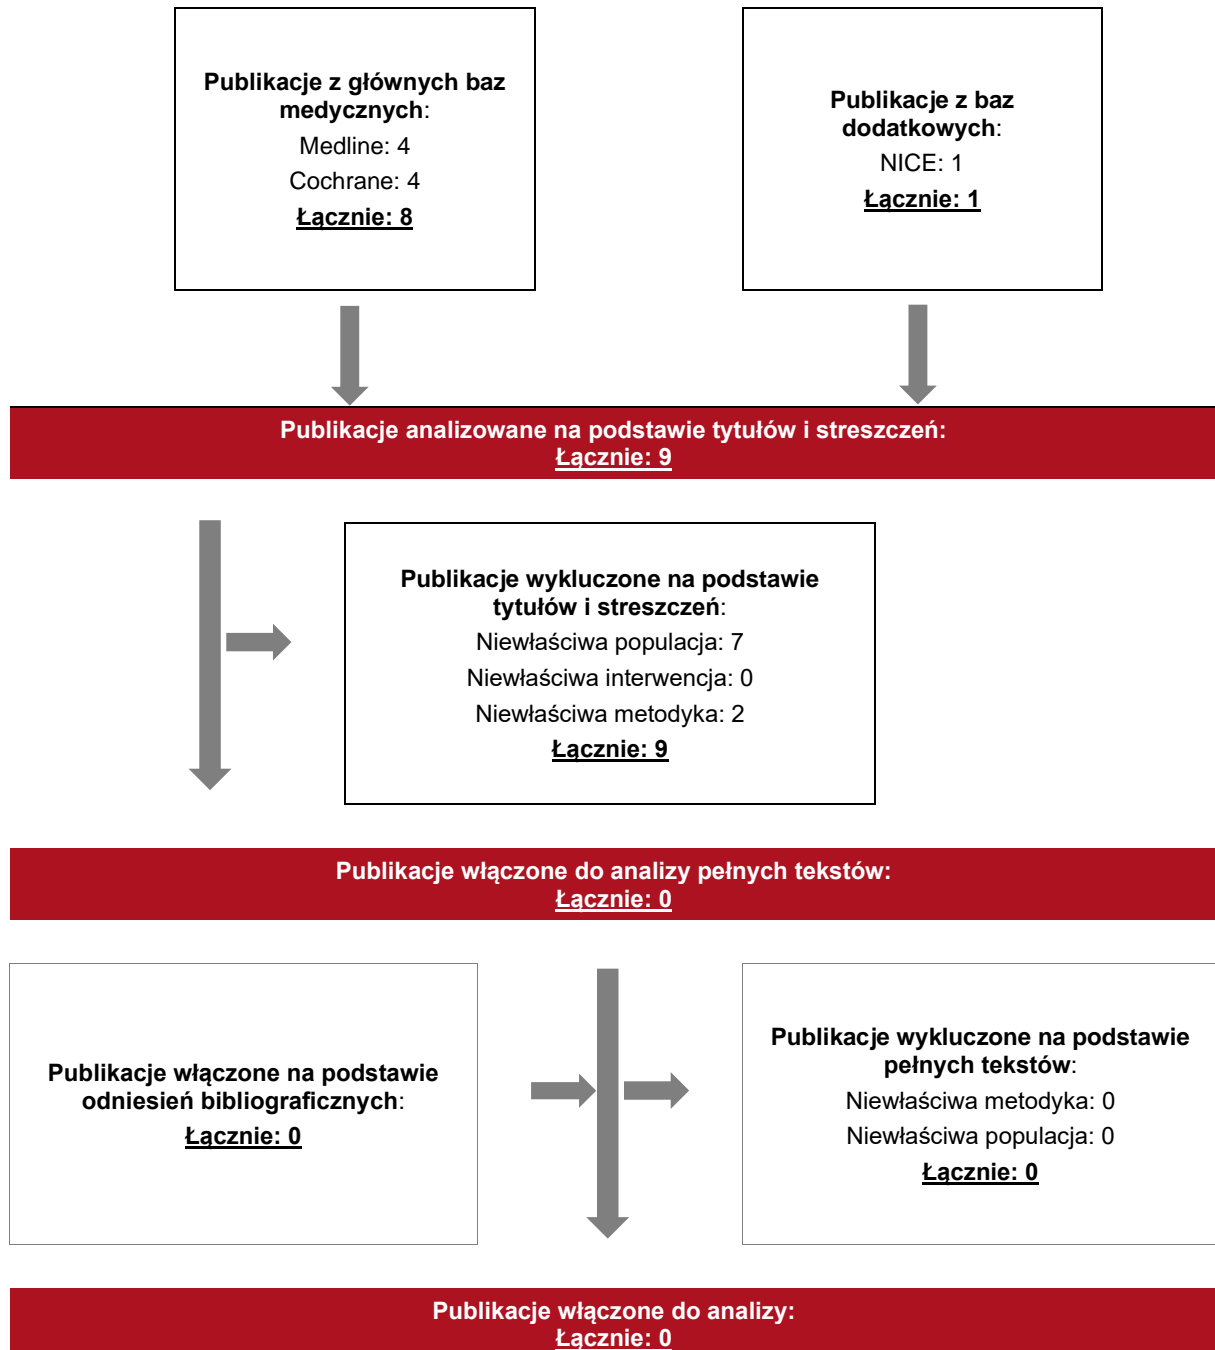 Publikacje z głównych baz
medycznych:
Medline: 4
Cochrane: 4
Łącznie: 8
Publikacje z baz
dodatkowych:
NICE: 1
Łącznie: 1
Publikacje analizowane na podstawie tytułów i streszczeń:
Łącznie: 9
Publikacje wykluczone na podstawie
tytułów i streszczeń:
Niewłaściwa populacja: 7
Niewłaściwa interwencja: 0
Niewłaściwa metodyka: 2
Łącznie: 9
Publikacje włączone do analizy pełnych tekstów:
Łącznie: 0
Publikacje włączone na podstawie
odniesień bibliograficznych:
Łącznie: 0
Publikacje wykluczone na podstawie
pełnych tekstów:
Niewłaściwa metodyka: 0
Niewłaściwa populacja: 0
Łącznie: 0
Publikacje włączone do analizy:
Łącznie: 0